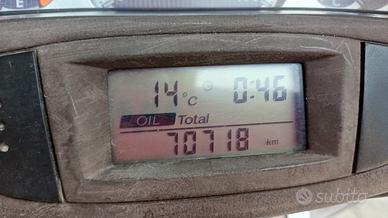 E
14°C 0:46
OIL Total
70718 km
subito